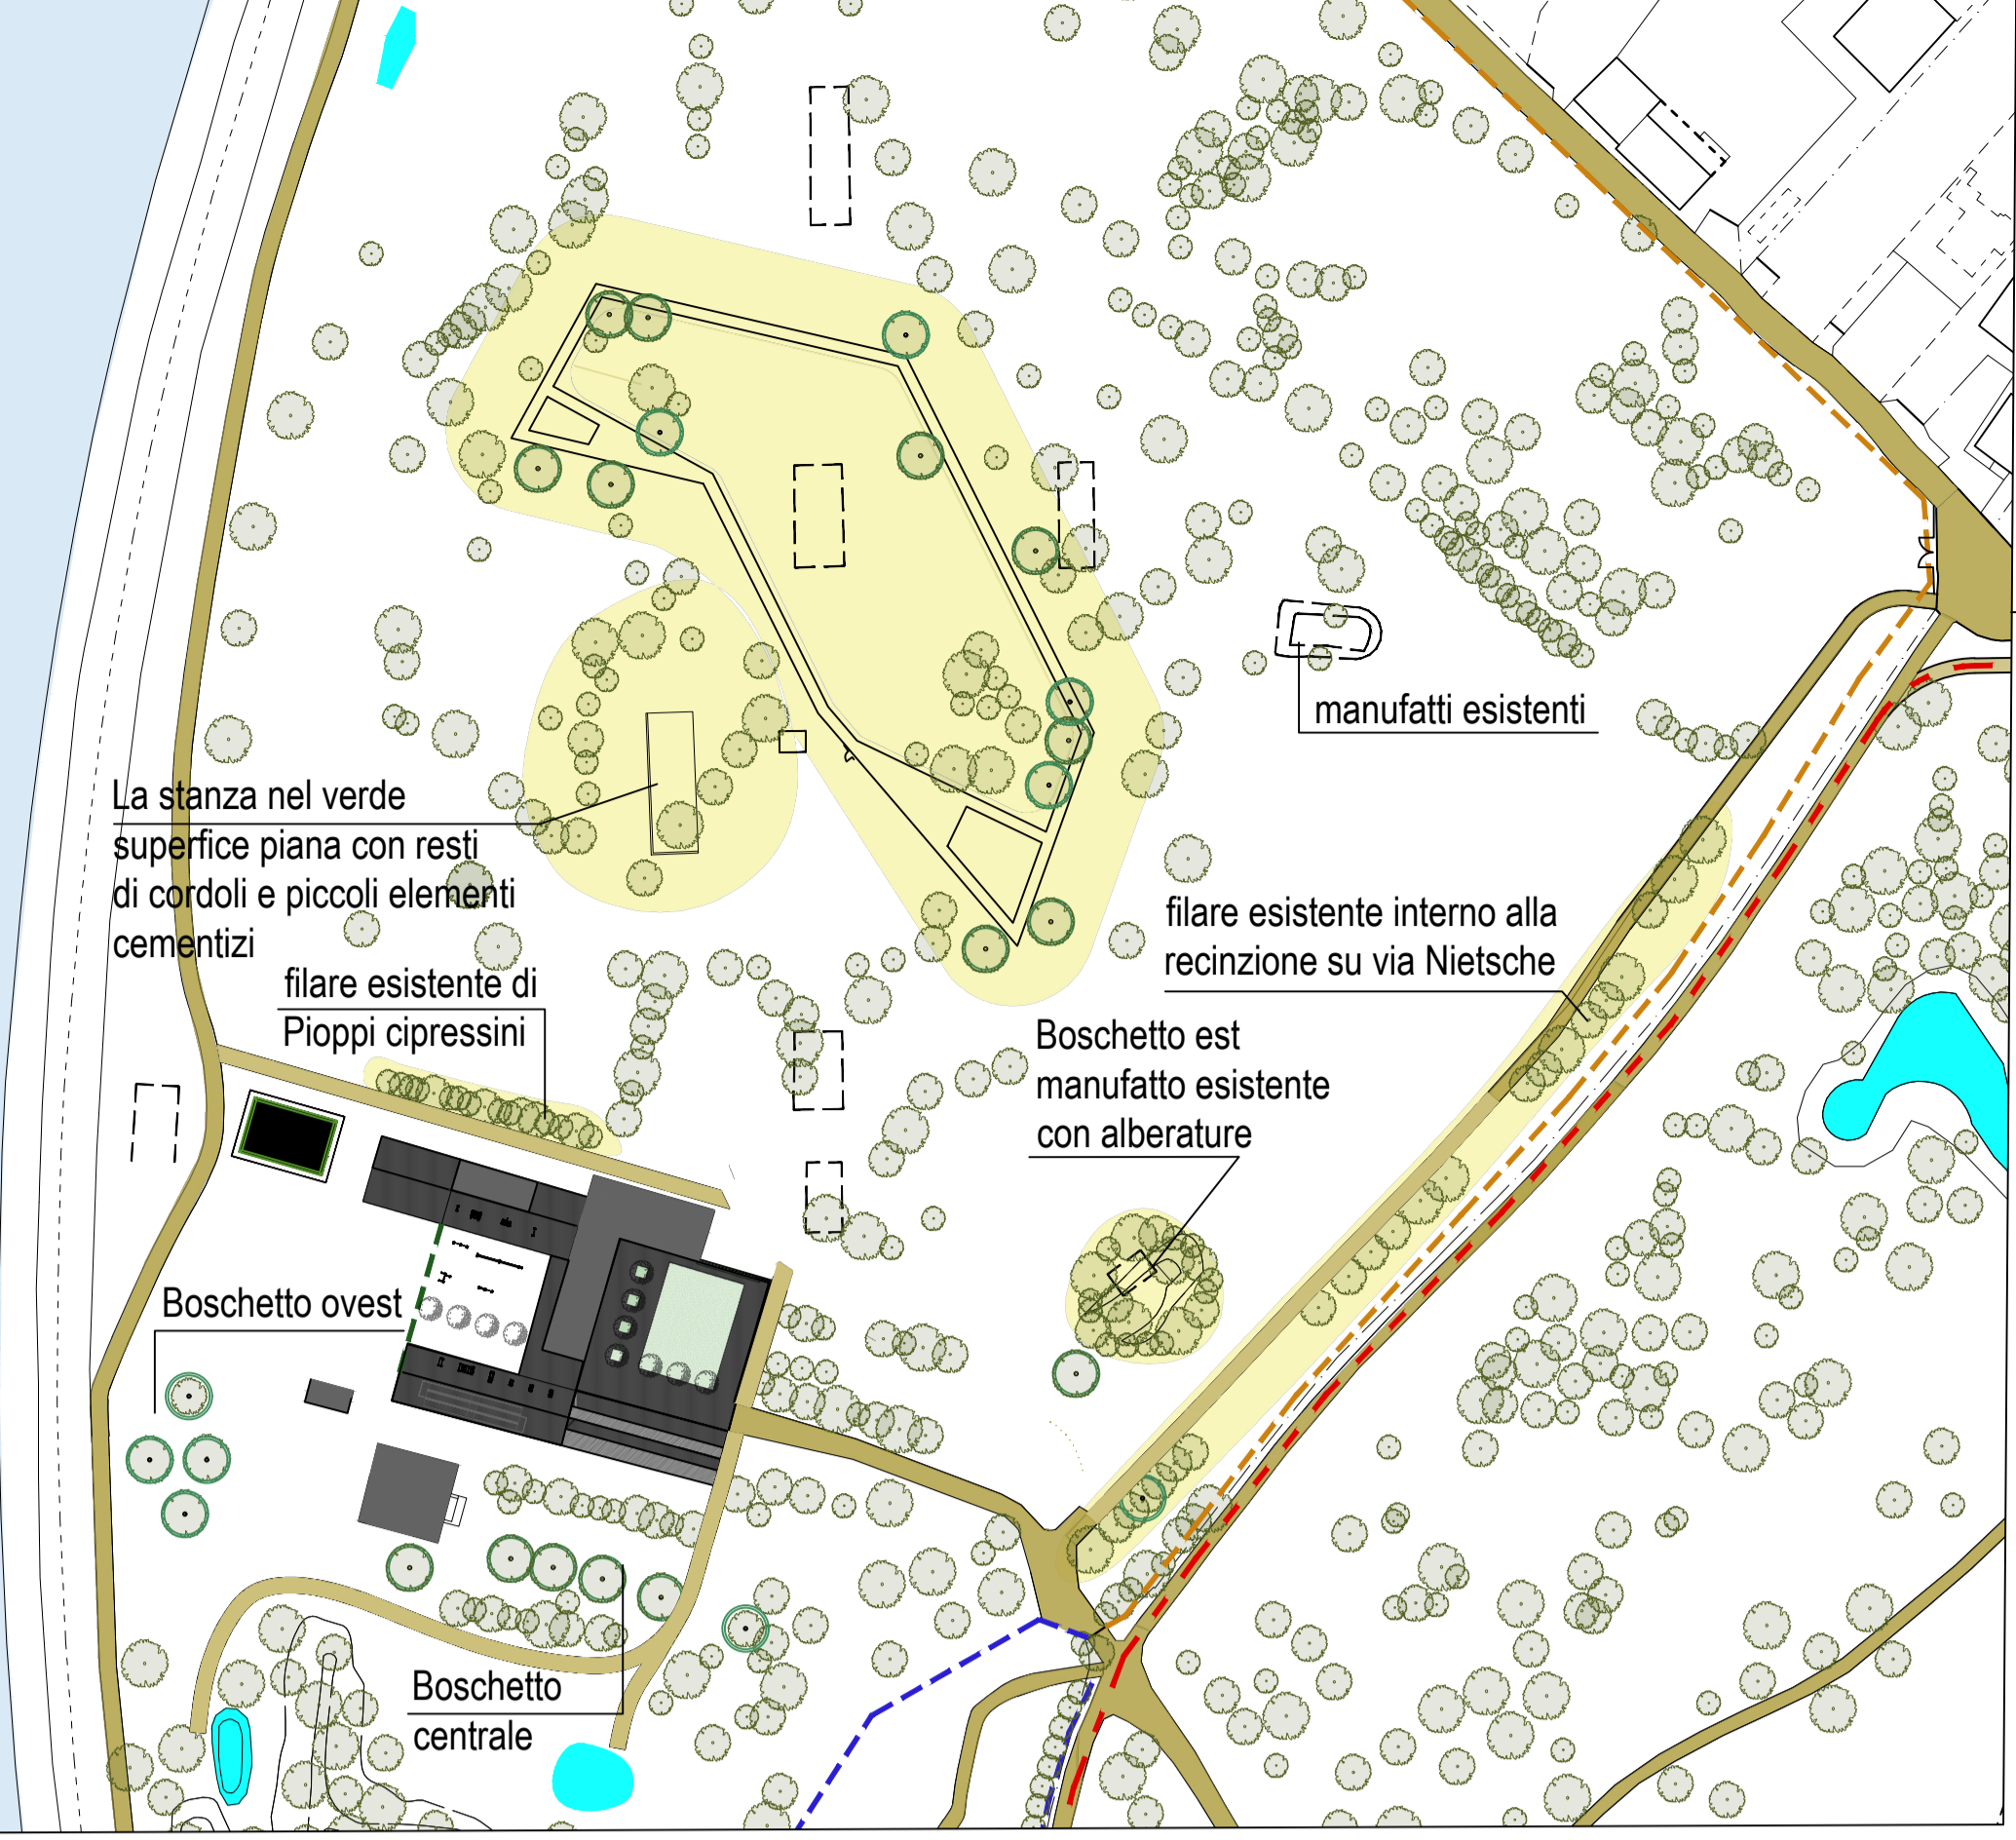 manufatti esistenti
La stanza nel verde
superfice piana con resti
di cordoli e piccoli elementi
cementizi
filare esistente interno alla
recinzione su via Nietsche
filare esistente di
Pioppi cipressini
Boschetto est
manufatto esistente
con alberature
Boschetto ovest
Boschetto
centrale